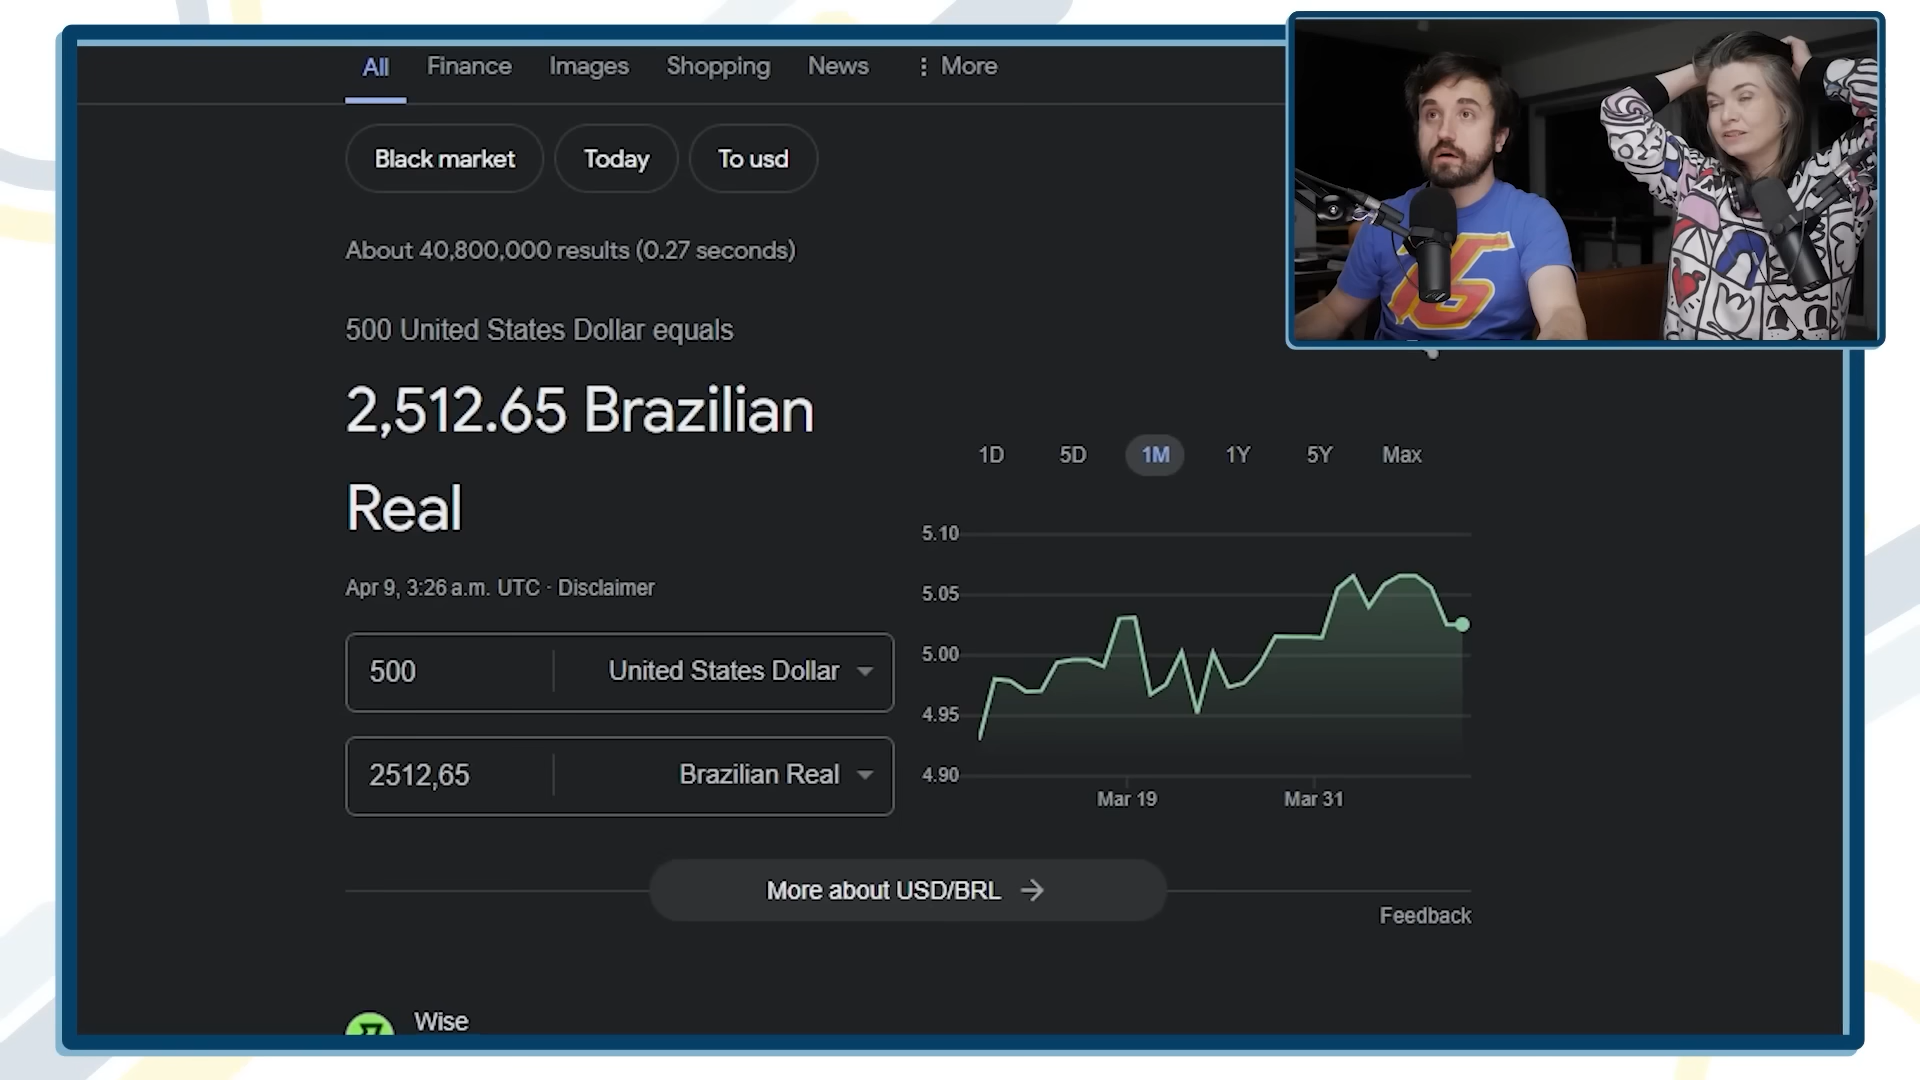 All Finance Images Shopping News More
Black market Today To usd
About 40,800,000 results (0.27 seconds)
500 United States Dollar equals
2,512.65 Brazilian
Real
Apr 9, 3:26 a.m. UTC · Disclaimer
500 United States Dollar
2512,65 Brazilian Real
1D 5D 1M 1Y 5Y Max
5.10
5.05
5.00
4.95
4.90
Mar 19 Mar 31
More about USD/BRL
Feedback
Wise